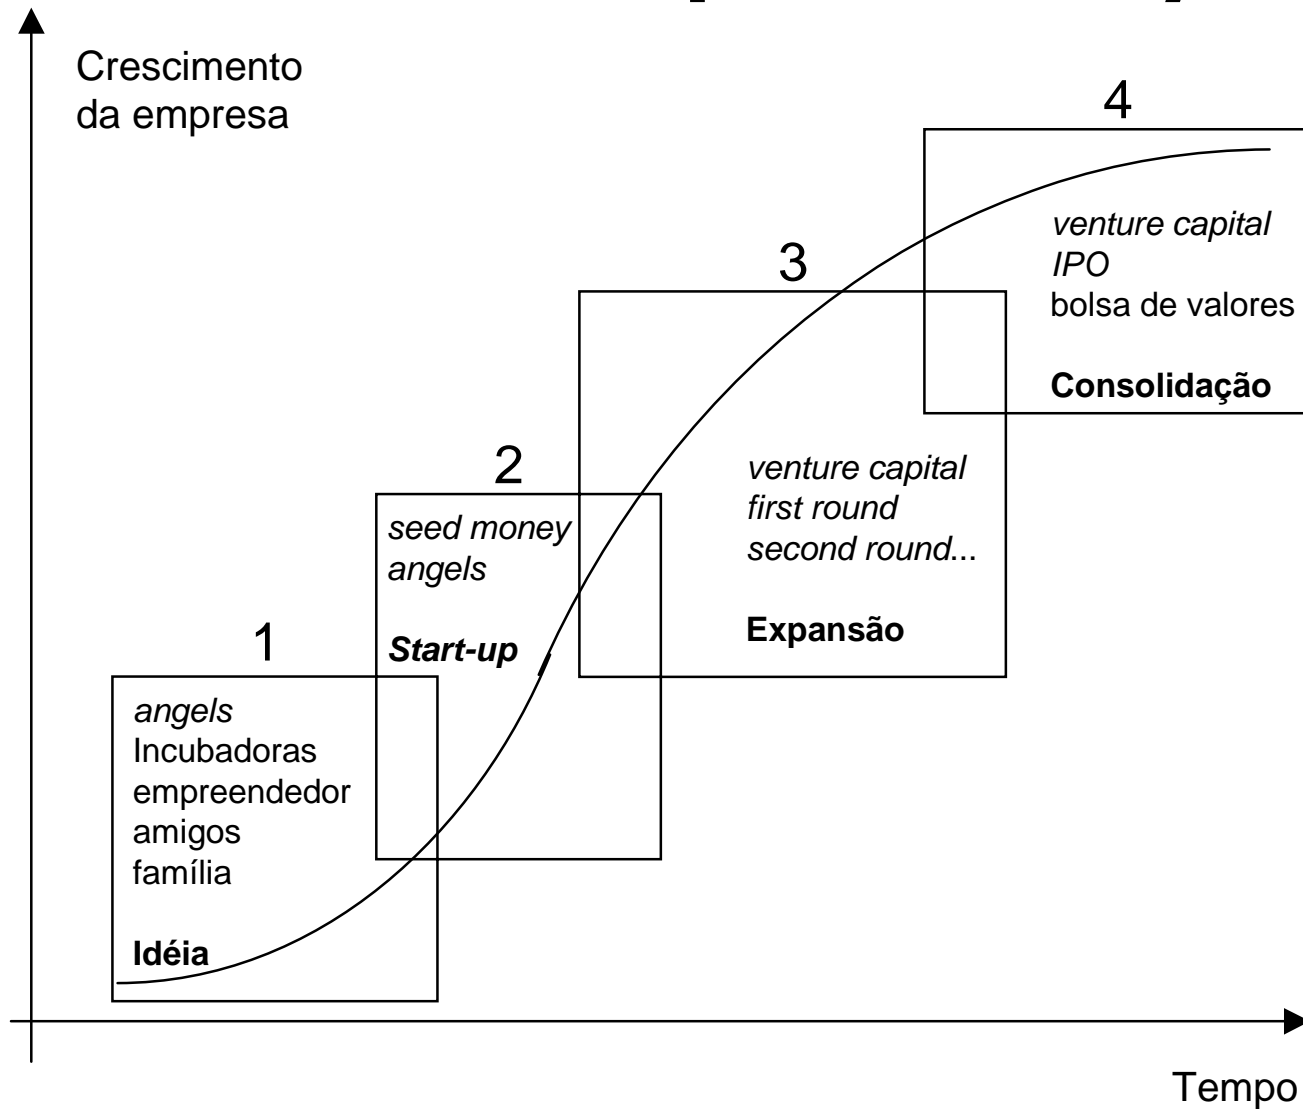 Crescimento
da empresa
4
venture capital
IPO
bolsa de valores
Consolidação
3
venture capital
first round
second round...
Expansão
2
seed money
angels
Start-up
1
angels
Incubadoras
empreendedor
amigos
família
Idéia
Tempo